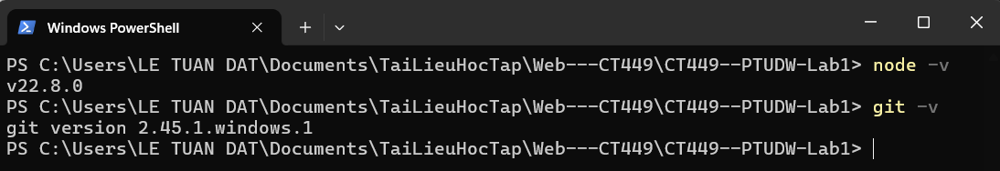 Windows PowerShell
PS C:\Users\LE TUAN DAT\Documents\TaiLieuHocTap\Web---CT449\CT449--PTUDW-Lab1> node -v
v22.8.0
PS C:\Users\LE TUAN DAT\Documents\TaiLieuHocTap\Web---CT449\CT449--PTUDW-Lab1> git -v
git version 2.45.1.windows.1
PS C:\Users\LE TUAN DAT\Documents\TaiLieuHocTap\Web---CT449\CT449--PTUDW-Lab1>